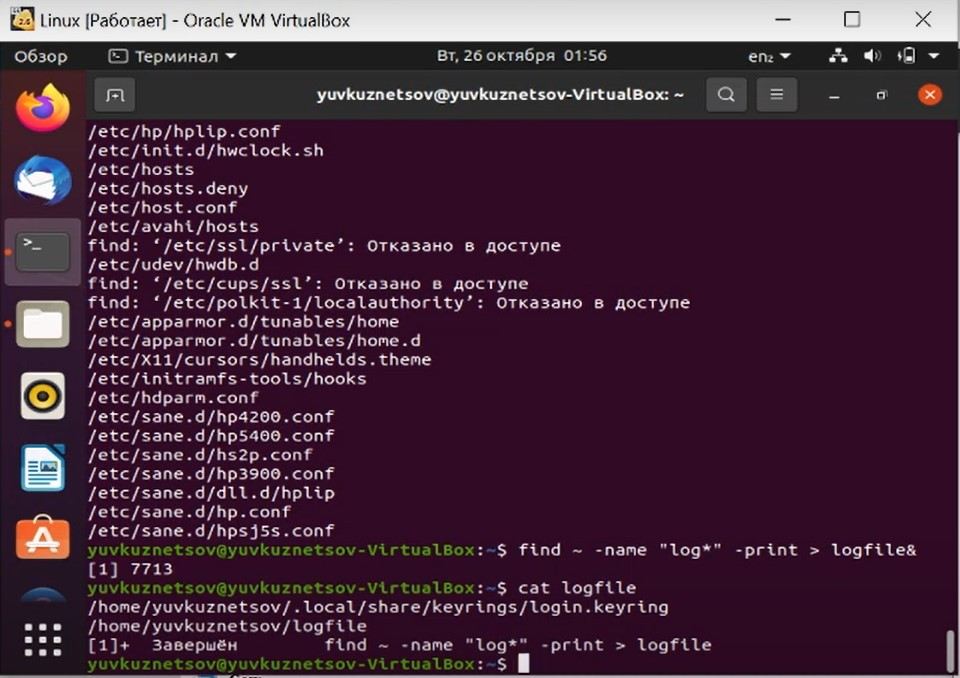 Linux [Работает] - Oracle VM VirtualBox
Обзор Терминал Вт, 26 октября 01:56 en₂
yuvkuznetsov@yuvkuznetsov-VirtualBox: ~
/etc/hp/hplip.conf
/etc/init.d/hwclock.sh
/etc/hosts
/etc/hosts.deny
/etc/host.conf
/etc/avahi/hosts
find: ‘/etc/ssl/private’: Отказано в доступе
/etc/udev/hwdb.d
find: ‘/etc/cups/ssl’: Отказано в доступе
find: ‘/etc/polkit-1/localauthority’: Отказано в доступе
/etc/apparmor.d/tunables/home
/etc/apparmor.d/tunables/home.d
/etc/X11/cursors/handhelds.theme
/etc/initramfs-tools/hooks
/etc/hdparm.conf
/etc/sane.d/hp4200.conf
/etc/sane.d/hp5400.conf
/etc/sane.d/hs2p.conf
/etc/sane.d/hp3900.conf
/etc/sane.d/dll.d/hplip
/etc/sane.d/hp.conf
/etc/sane.d/hpsj5s.conf
yuvkuznetsov@yuvkuznetsov-VirtualBox:~$ find ~ -name "log*" -print > logfile&
[1] 7713
yuvkuznetsov@yuvkuznetsov-VirtualBox:~$ cat logfile
/home/yuvkuznetsov/.local/share/keyrings/login.keyring
/home/yuvkuznetsov/logfile
[1]+  Завершён        find ~ -name "log*" -print > logfile
yuvkuznetsov@yuvkuznetsov-VirtualBox:~$